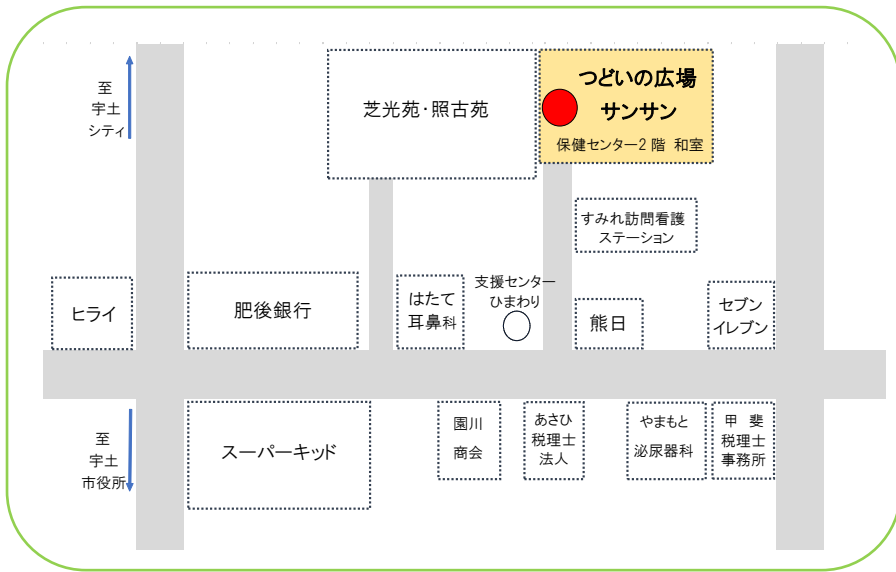 至
宇土
シティ
芝光苑・照古苑
つどいの広場
サンサン
保健センター2階 和室
すみれ訪問看護
ステーション
ヒライ
肥後銀行
はたて
耳鼻科
支援センター
ひまわり
熊日
セブン
イレブン
至
宇土
市役所
スーパーキッド
園川
商会
あさひ
税理士
法人
やまもと
泌尿器科
甲 斐
税理士
事務所